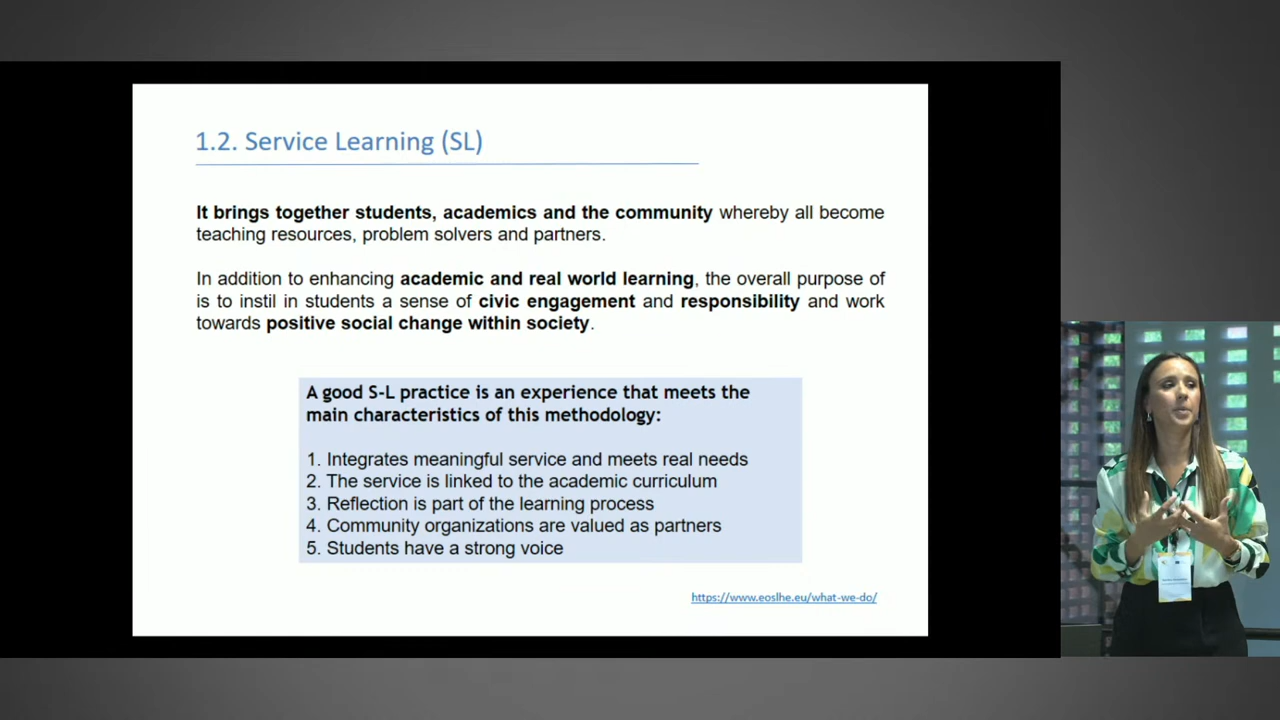 1.2. Service Learning (SL)
It brings together students, academics and the community whereby all become
teaching resources, problem solvers and partners.
In addition to enhancing academic and real world learning, the overall purpose of
is to instil in students a sense of civic engagement and responsibility and work
towards positive social change within society.
A good S-L practice is an experience that meets the
main characteristics of this methodology:
1. Integrates meaningful service and meets real needs
2. The service is linked to the academic curriculum
3. Reflection is part of the learning process
4. Community organizations are valued as partners
5. Students have a strong voice
https://www.eoslhe.eu/what-we-do/